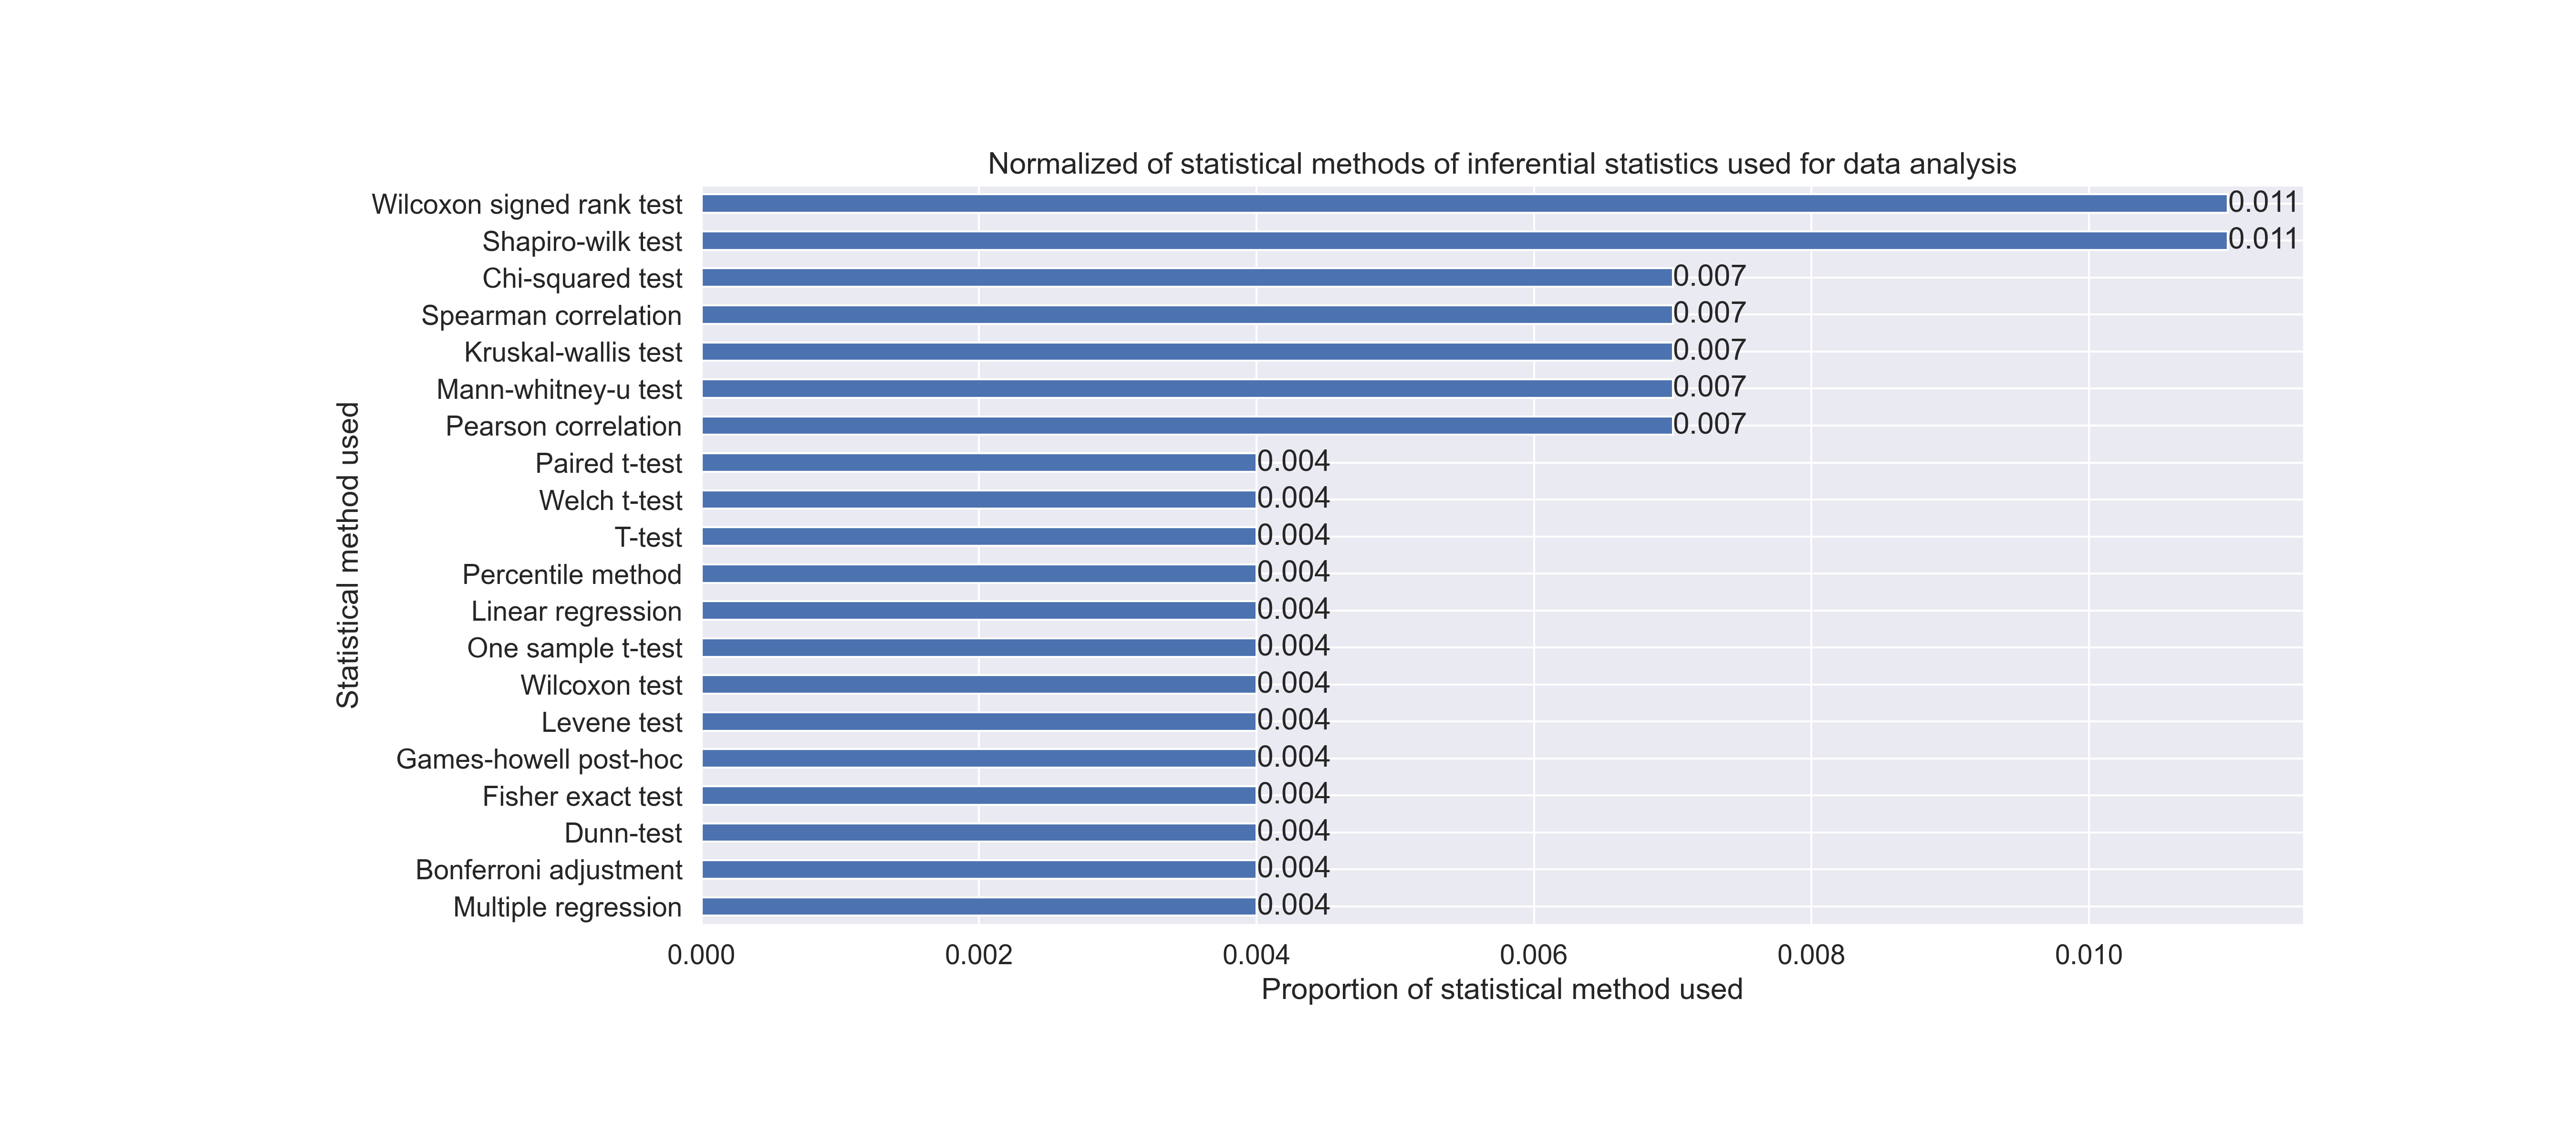 Normalized of statistical methods of inferential statistics used for data analysis
Statistical method used
Wilcoxon signed rank test 0.011
Shapiro-wilk test 0.011
Chi-squared test 0.007
Spearman correlation 0.007
Kruskal-wallis test 0.007
Mann-whitney-u test 0.007
Pearson correlation 0.007
Paired t-test 0.004
Welch t-test 0.004
T-test 0.004
Percentile method 0.004
Linear regression 0.004
One sample t-test 0.004
Wilcoxon test 0.004
Levene test 0.004
Games-howell post-hoc 0.004
Fisher exact test 0.004
Dunn-test 0.004
Bonferroni adjustment 0.004
Multiple regression 0.004
0.000 0.002 0.004 0.006 0.008 0.010
Proportion of statistical method used